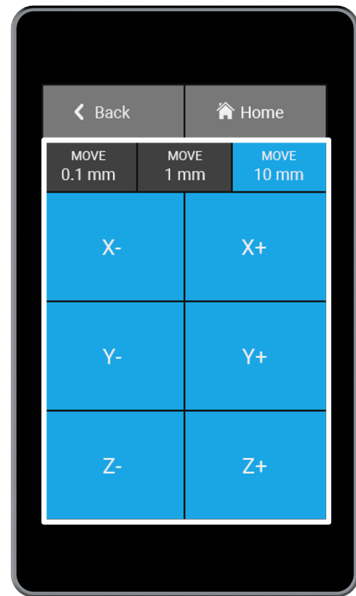 Back Home
MOVE MOVE MOVE
0.1 mm 1 mm 10 mm
X- X+
Y- Y+
Z- Z+